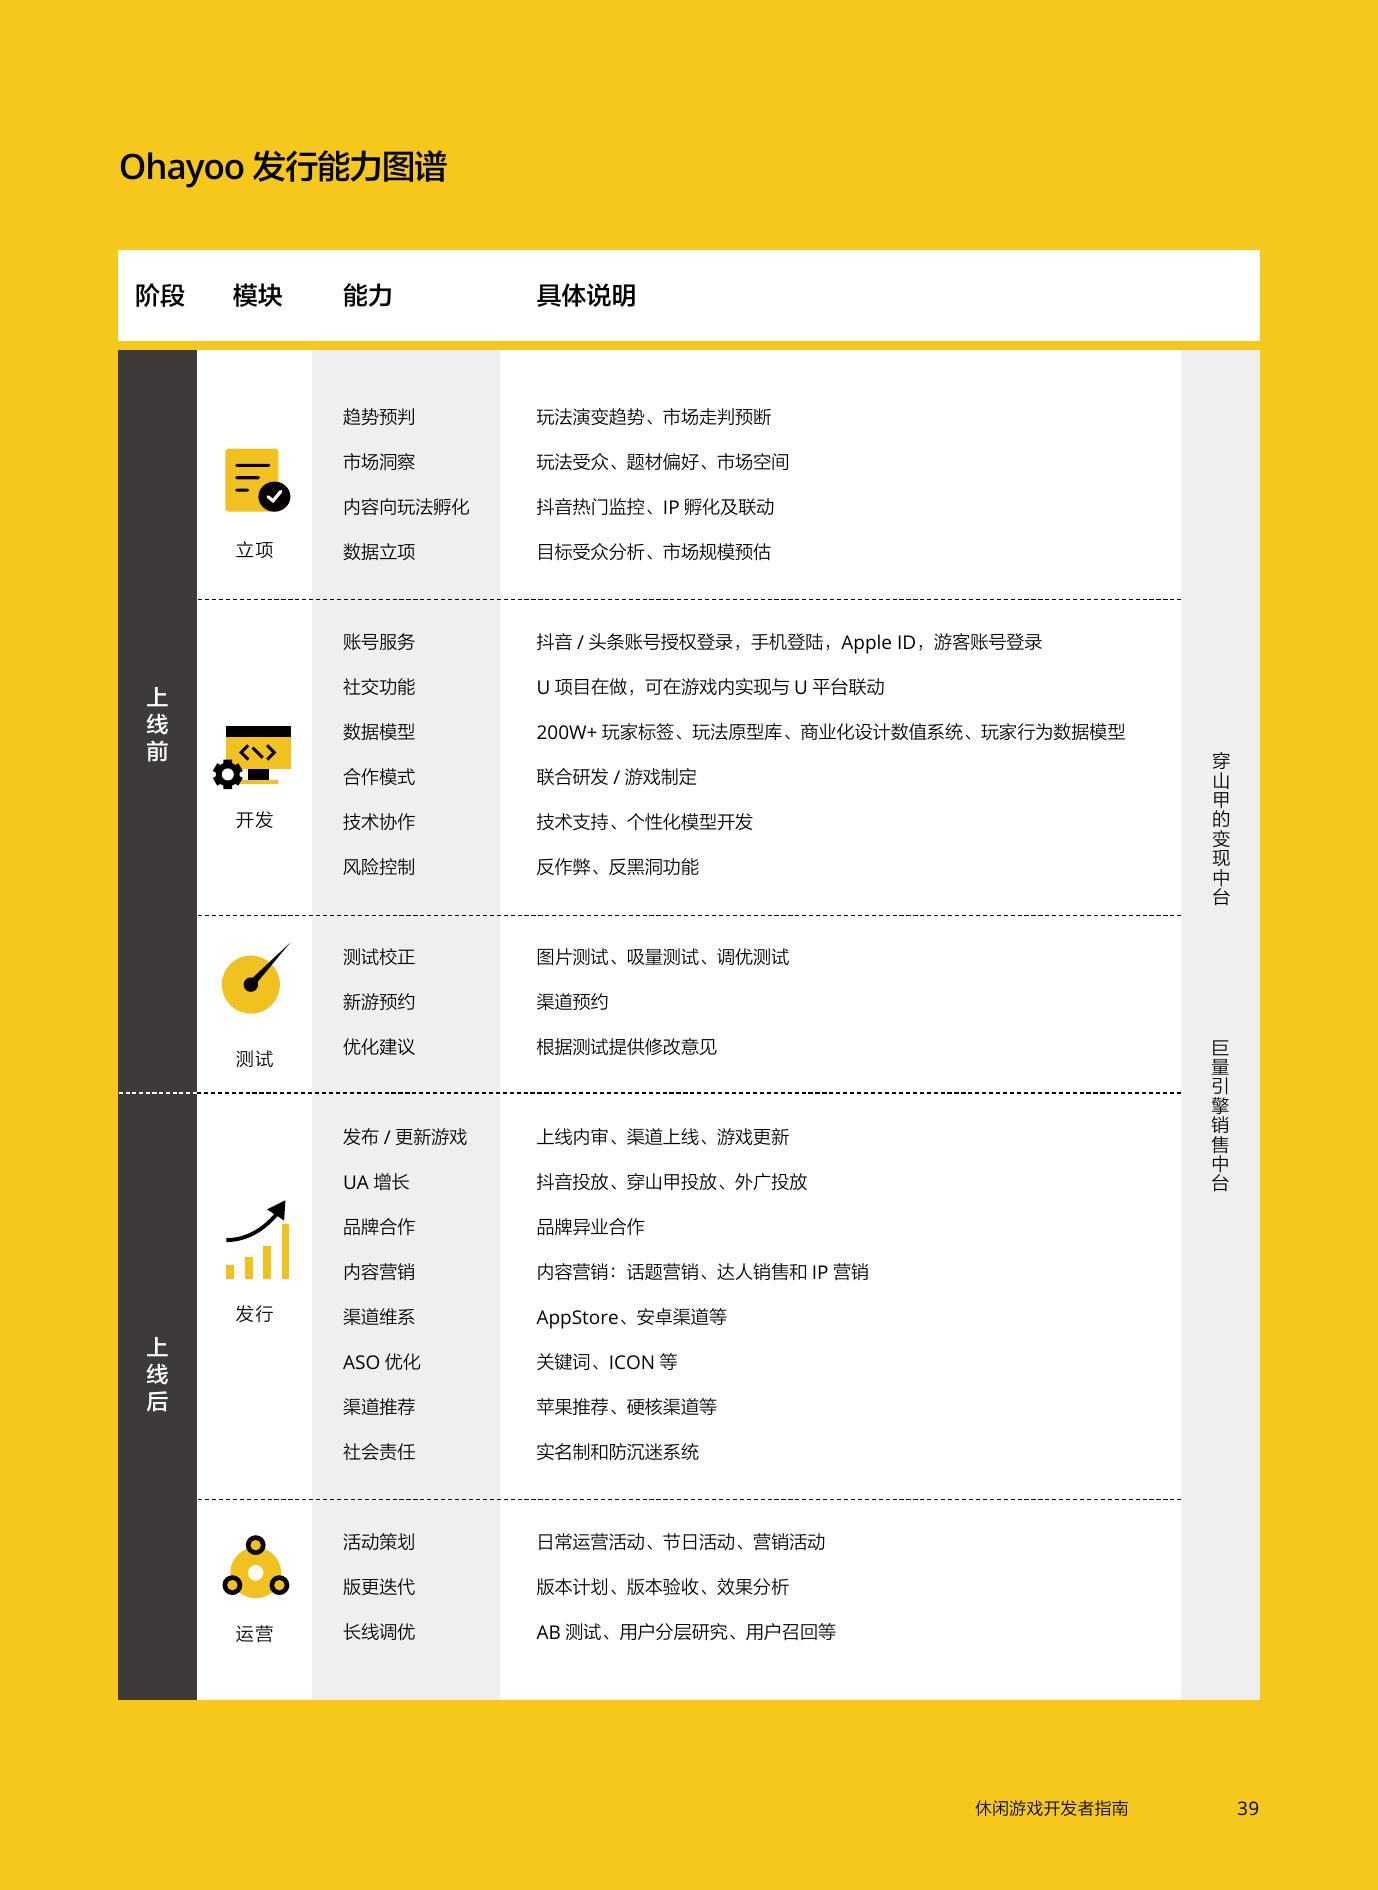 Ohayoo 发行能力图谱
阶段 模块 能力 具体说明
上线前
立项
趋势预判 玩法演变趋势、市场走判预断
市场洞察 玩法受众、题材偏好、市场空间
内容向玩法孵化 抖音热门监控、IP 孵化及联动
数据立项 目标受众分析、市场规模预估
开发
账号服务 抖音 / 头条账号授权登录，手机登陆，Apple ID，游客账号登录
社交功能 U 项目在做，可在游戏内实现与 U 平台联动
数据模型 200W+ 玩家标签、玩法原型库、商业化设计数值系统、玩家行为数据模型
合作模式 联合研发 / 游戏制定
技术协作 技术支持、个性化模型开发
风险控制 反作弊、反黑洞功能
测试
测试校正 图片测试、吸量测试、调优测试
新游预约 渠道预约
优化建议 根据测试提供修改意见
上线后
发行
发布 / 更新游戏 上线内审、渠道上线、游戏更新
UA 增长 抖音投放、穿山甲投放、外广投放
品牌合作 品牌异业合作
内容营销 内容营销：话题营销、达人销售和 IP 营销
渠道维系 AppStore、安卓渠道等
ASO 优化 关键词、ICON 等
渠道推荐 苹果推荐、硬核渠道等
社会责任 实名制和防沉迷系统
运营
活动策划 日常运营活动、节日活动、营销活动
版更迭代 版本计划、版本验收、效果分析
长线调优 AB 测试、用户分层研究、用户召回等
穿山甲的变现中台
巨量引擎销售中台
休闲游戏开发者指南 39